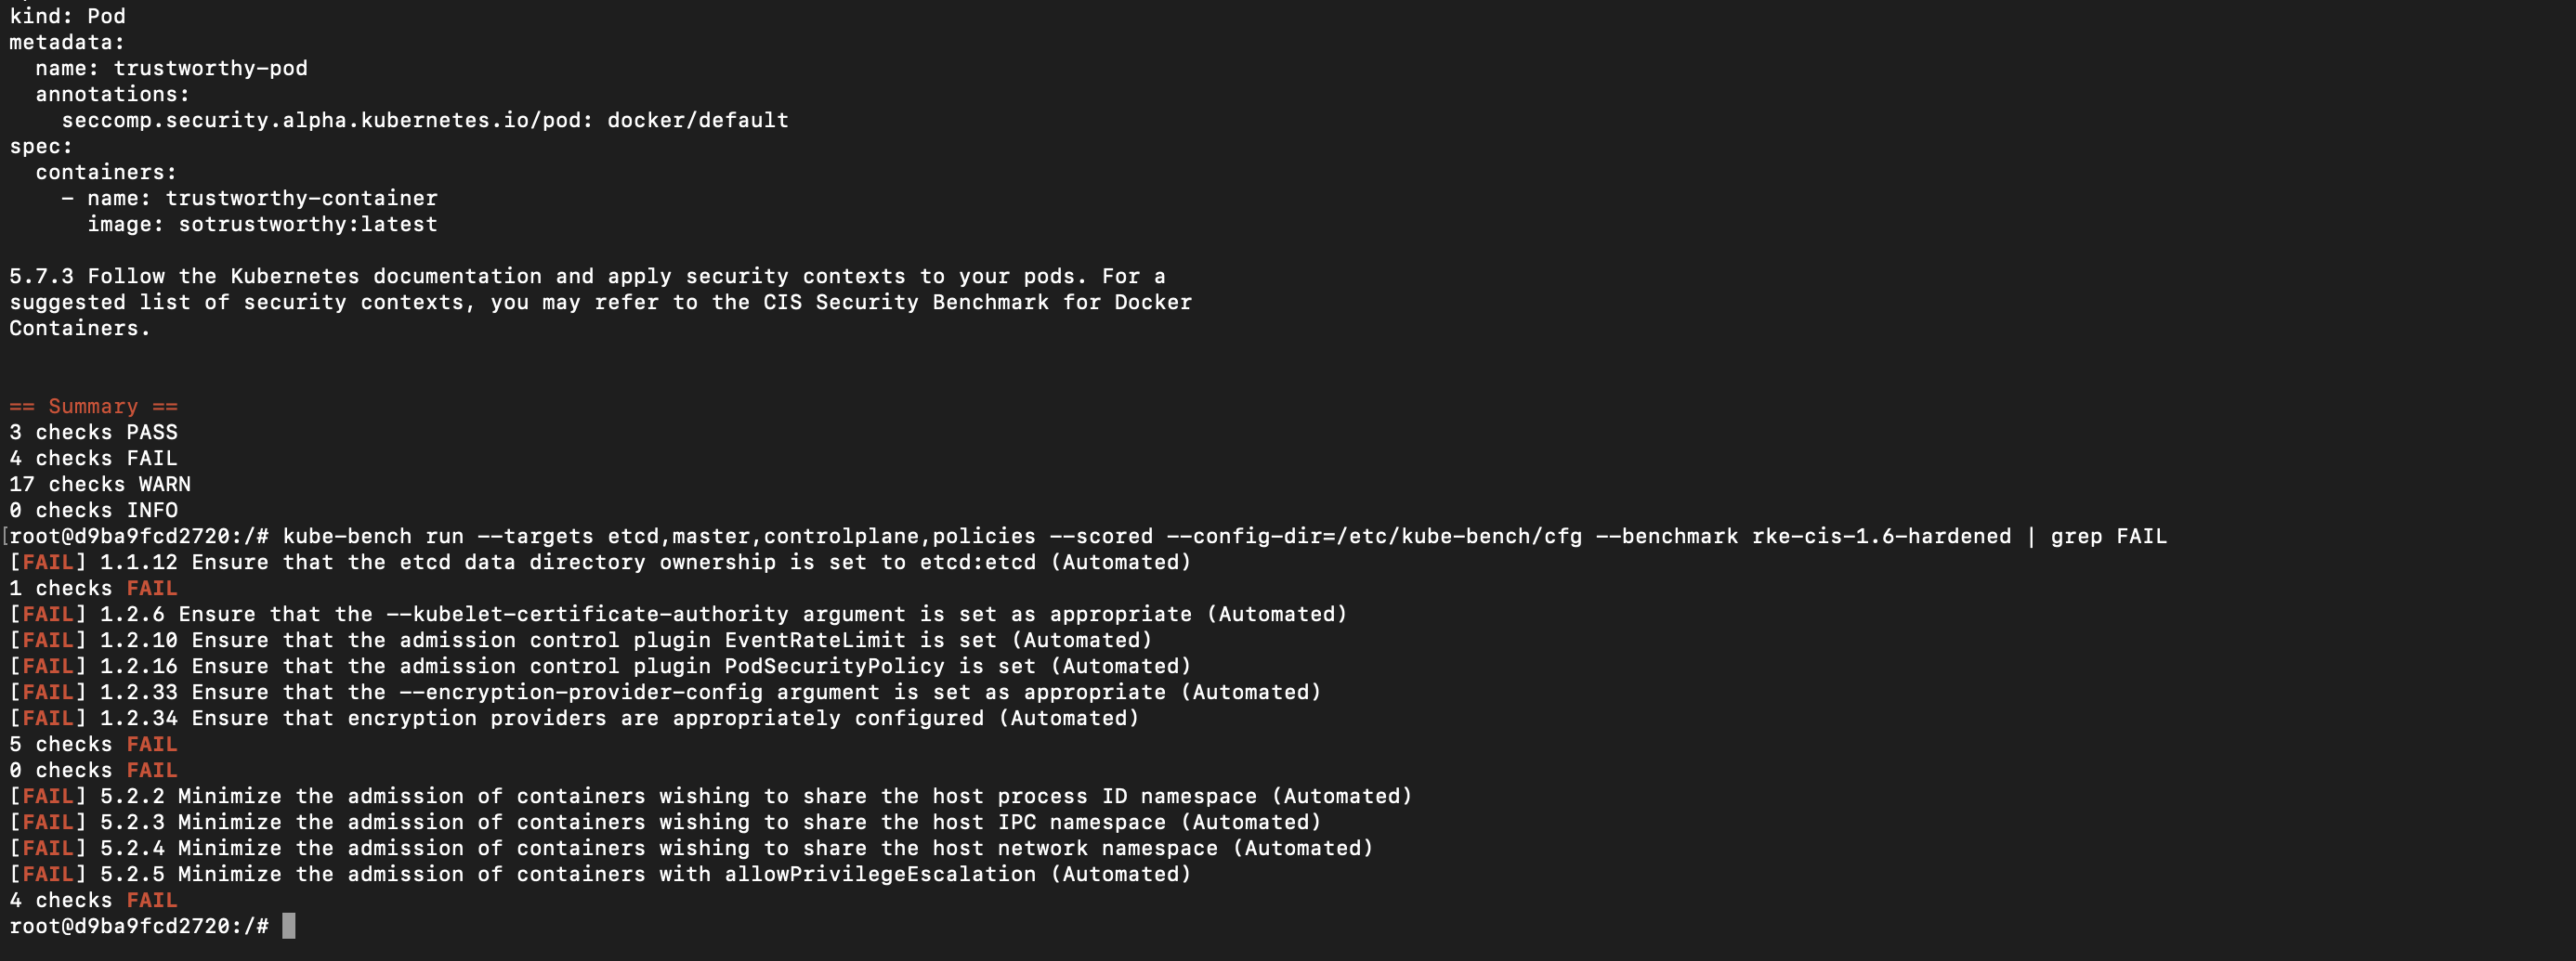 kind: Pod
metadata:
  name: trustworthy-pod
  annotations:
    seccomp.security.alpha.kubernetes.io/pod: docker/default
spec:
  containers:
    - name: trustworthy-container
      image: sotrustworthy:latest

5.7.3 Follow the Kubernetes documentation and apply security contexts to your pods. For a
suggested list of security contexts, you may refer to the CIS Security Benchmark for Docker
Containers.

== Summary ==
3 checks PASS
4 checks FAIL
17 checks WARN
0 checks INFO
[root@d9ba9fcd2720:/# kube-bench run --targets etcd,master,controlplane,policies --scored --config-dir=/etc/kube-bench/cfg --benchmark rke-cis-1.6-hardened | grep FAIL
[FAIL] 1.1.12 Ensure that the etcd data directory ownership is set to etcd:etcd (Automated)
1 checks FAIL
[FAIL] 1.2.6 Ensure that the --kubelet-certificate-authority argument is set as appropriate (Automated)
[FAIL] 1.2.10 Ensure that the admission control plugin EventRateLimit is set (Automated)
[FAIL] 1.2.16 Ensure that the admission control plugin PodSecurityPolicy is set (Automated)
[FAIL] 1.2.33 Ensure that the --encryption-provider-config argument is set as appropriate (Automated)
[FAIL] 1.2.34 Ensure that encryption providers are appropriately configured (Automated)
5 checks FAIL
0 checks FAIL
[FAIL] 5.2.2 Minimize the admission of containers wishing to share the host process ID namespace (Automated)
[FAIL] 5.2.3 Minimize the admission of containers wishing to share the host IPC namespace (Automated)
[FAIL] 5.2.4 Minimize the admission of containers wishing to share the host network namespace (Automated)
[FAIL] 5.2.5 Minimize the admission of containers with allowPrivilegeEscalation (Automated)
4 checks FAIL
root@d9ba9fcd2720:/#